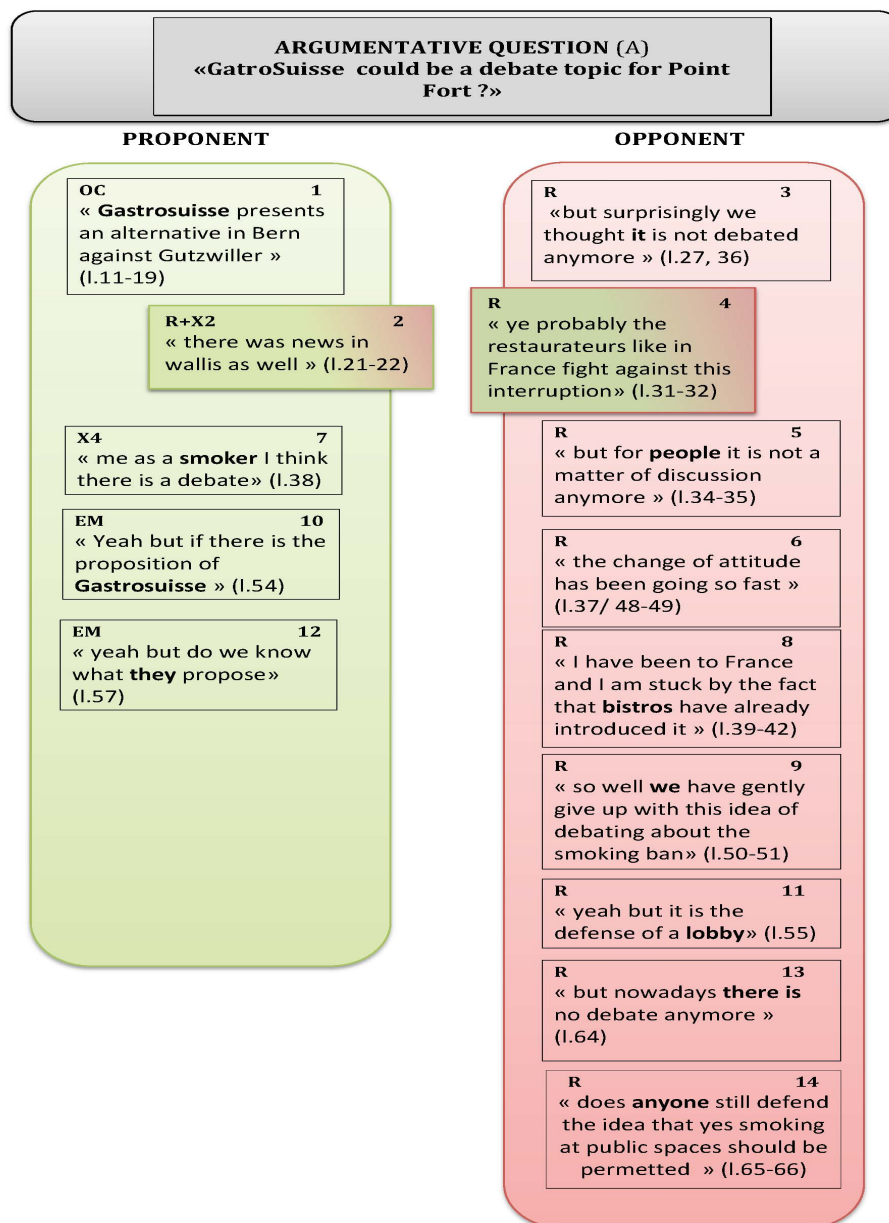 ARGUMENTATIVE QUESTION (A)
«GatroSuisse could be a debate topic for Point
Fort ?»
PROPONENT
OPPONENT
OC 1
« Gastrosuisse presents
an alternative in Bern
against Gutzwiller »
(l.11-19)
R+X2 2
« there was news in
wallis as well » (l.21-22)
X4 7
« me as a smoker I think
there is a debate» (l.38)
EM 10
« Yeah but if there is the
proposition of
Gastrosuisse » (l.54)
EM 12
« yeah but do we know
what they propose»
(l.57)
R 3
«but surprisingly we
thought it is not debated
anymore » (l.27, 36)
R 4
« ye probably the
restaurateurs like in
France fight against this
interruption» (l.31-32)
R 5
« but for people it is not a
matter of discussion
anymore » (l.34-35)
R 6
« the change of attitude
has been going so fast »
(l.37/ 48-49)
R 8
« I have been to France
and I am stuck by the fact
that bistros have already
introduced it » (l.39-42)
R 9
« so well we have gently
give up with this idea of
debating about the
smoking ban» (l.50-51)
R 11
« yeah but it is the
defense of a lobby» (l.55)
R 13
« but nowadays there is
no debate anymore »
(l.64)
R 14
« does anyone still defend
the idea that yes smoking
at public spaces should be
permetted » (l.65-66)